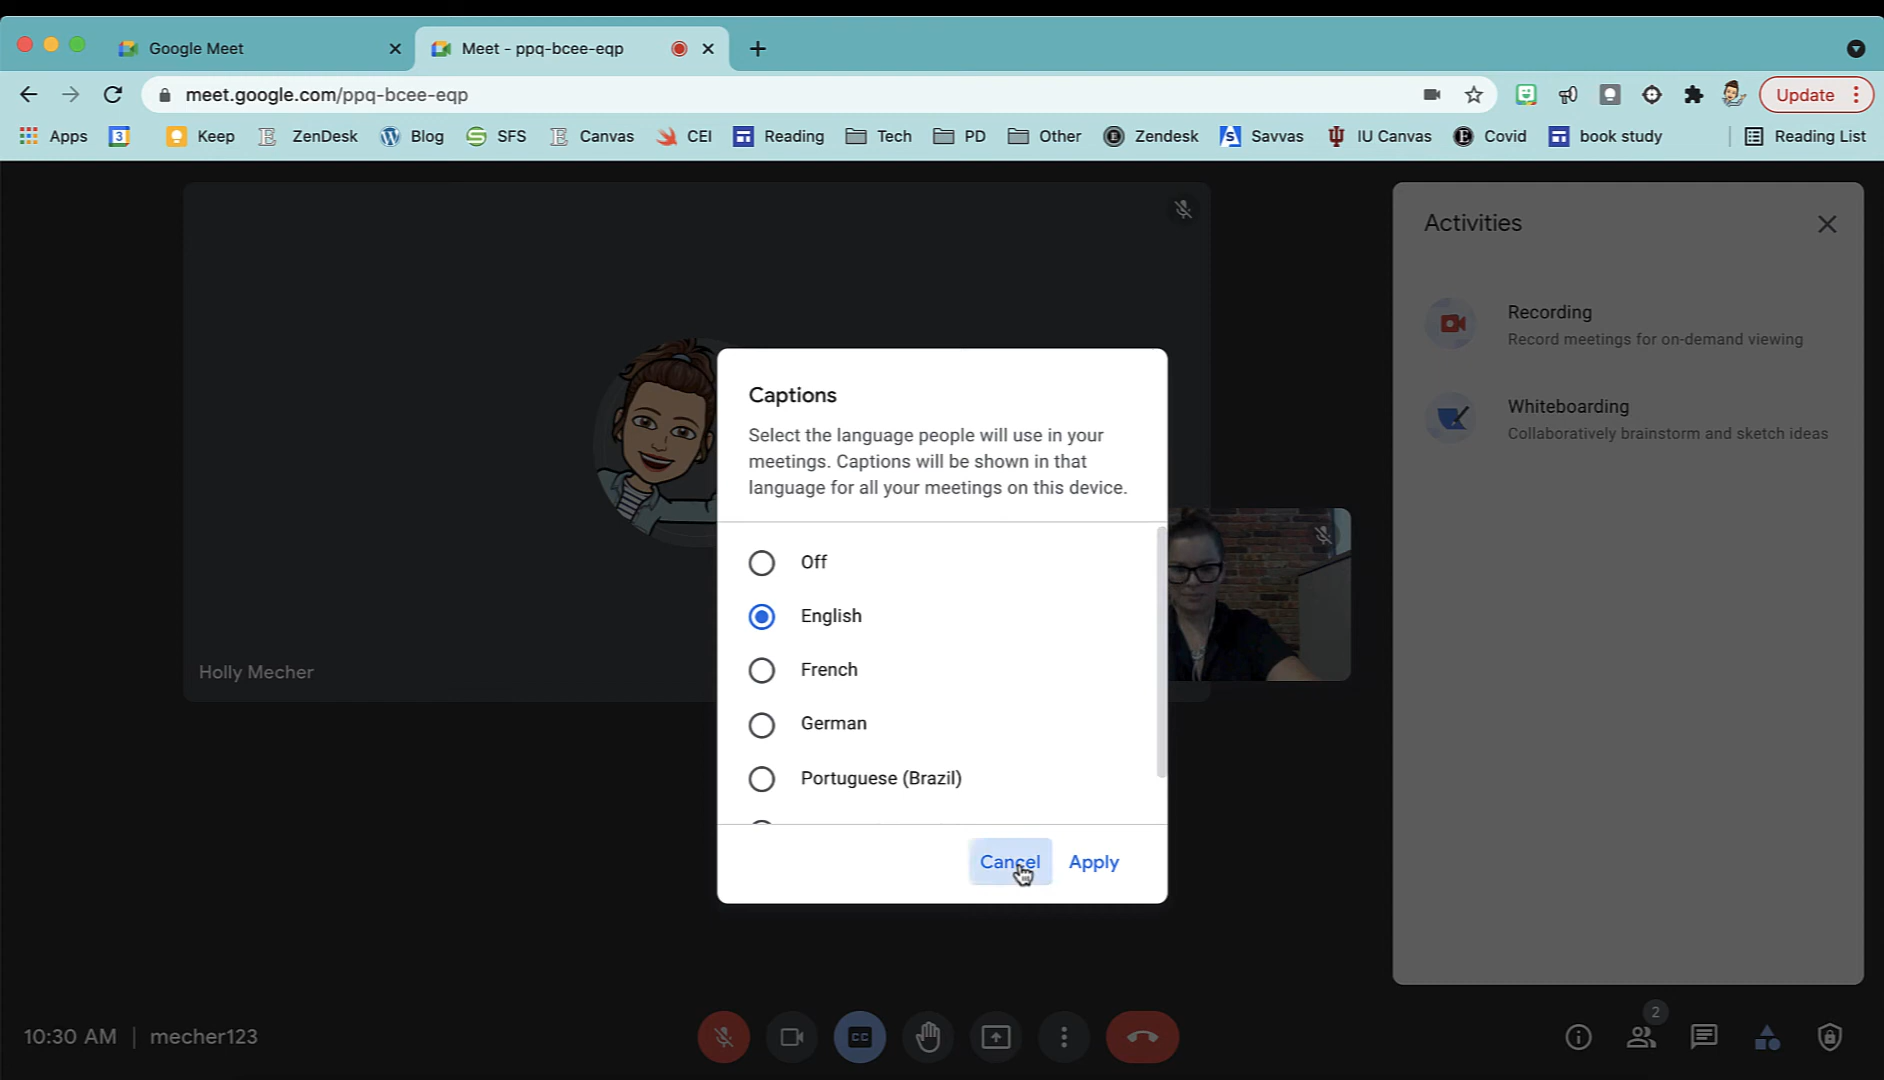 Google Meet
Meet - ppq-bcee-eqp
meet.google.com/ppq-bcee-eqp
Update
Apps
3
Keep
E
ZenDesk
Blog
S
SFS
E
Canvas
CEI
Reading
Tech
PD
Other
E
Zendesk
S
Savvas
IU Canvas
E
Covid
book study
Reading List
Activities
Recording
Record meetings for on-demand viewing
Whiteboarding
Collaboratively brainstorm and sketch ideas
Captions
Select the language people will use in your
meetings. Captions will be shown in that
language for all your meetings on this device.
Off
English
French
German
Portuguese (Brazil)
Cancel
Apply
Holly Mecher
10:30 AM | mecher123
CC
2